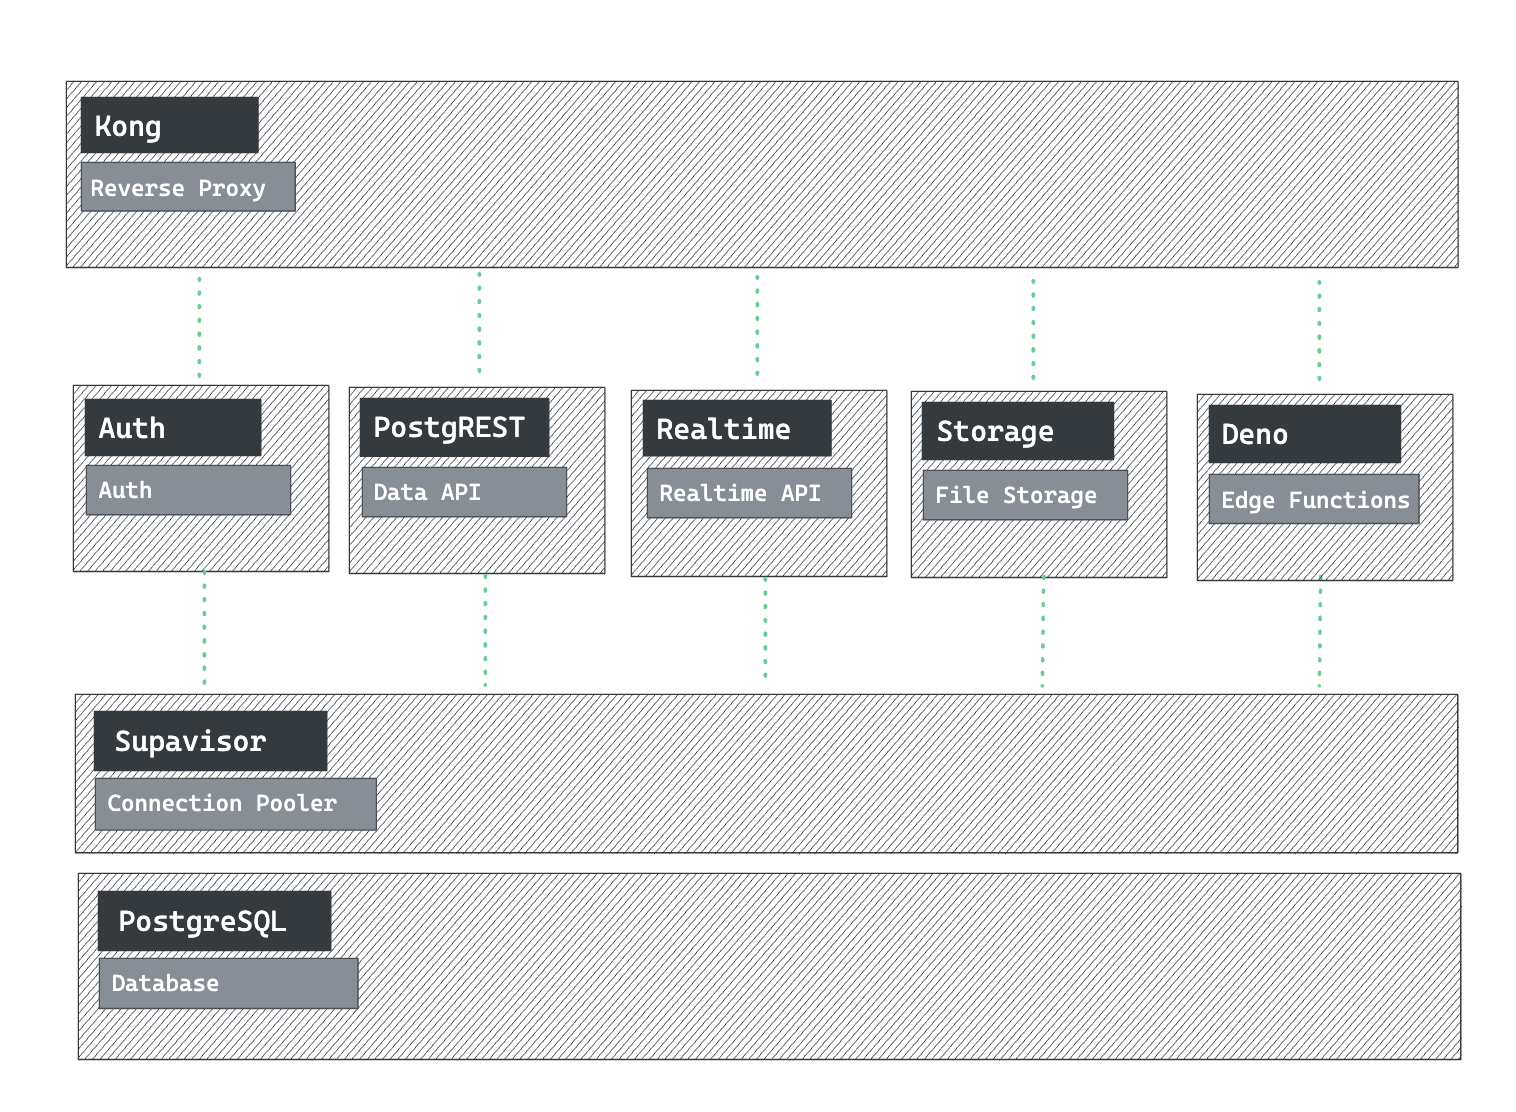 Kong
Reverse Proxy
Auth
Auth
PostgREST
Data API
Realtime
Realtime API
Storage
File Storage
Deno
Edge Functions
Supavisor
Connection Pooler
PostgreSQL
Database